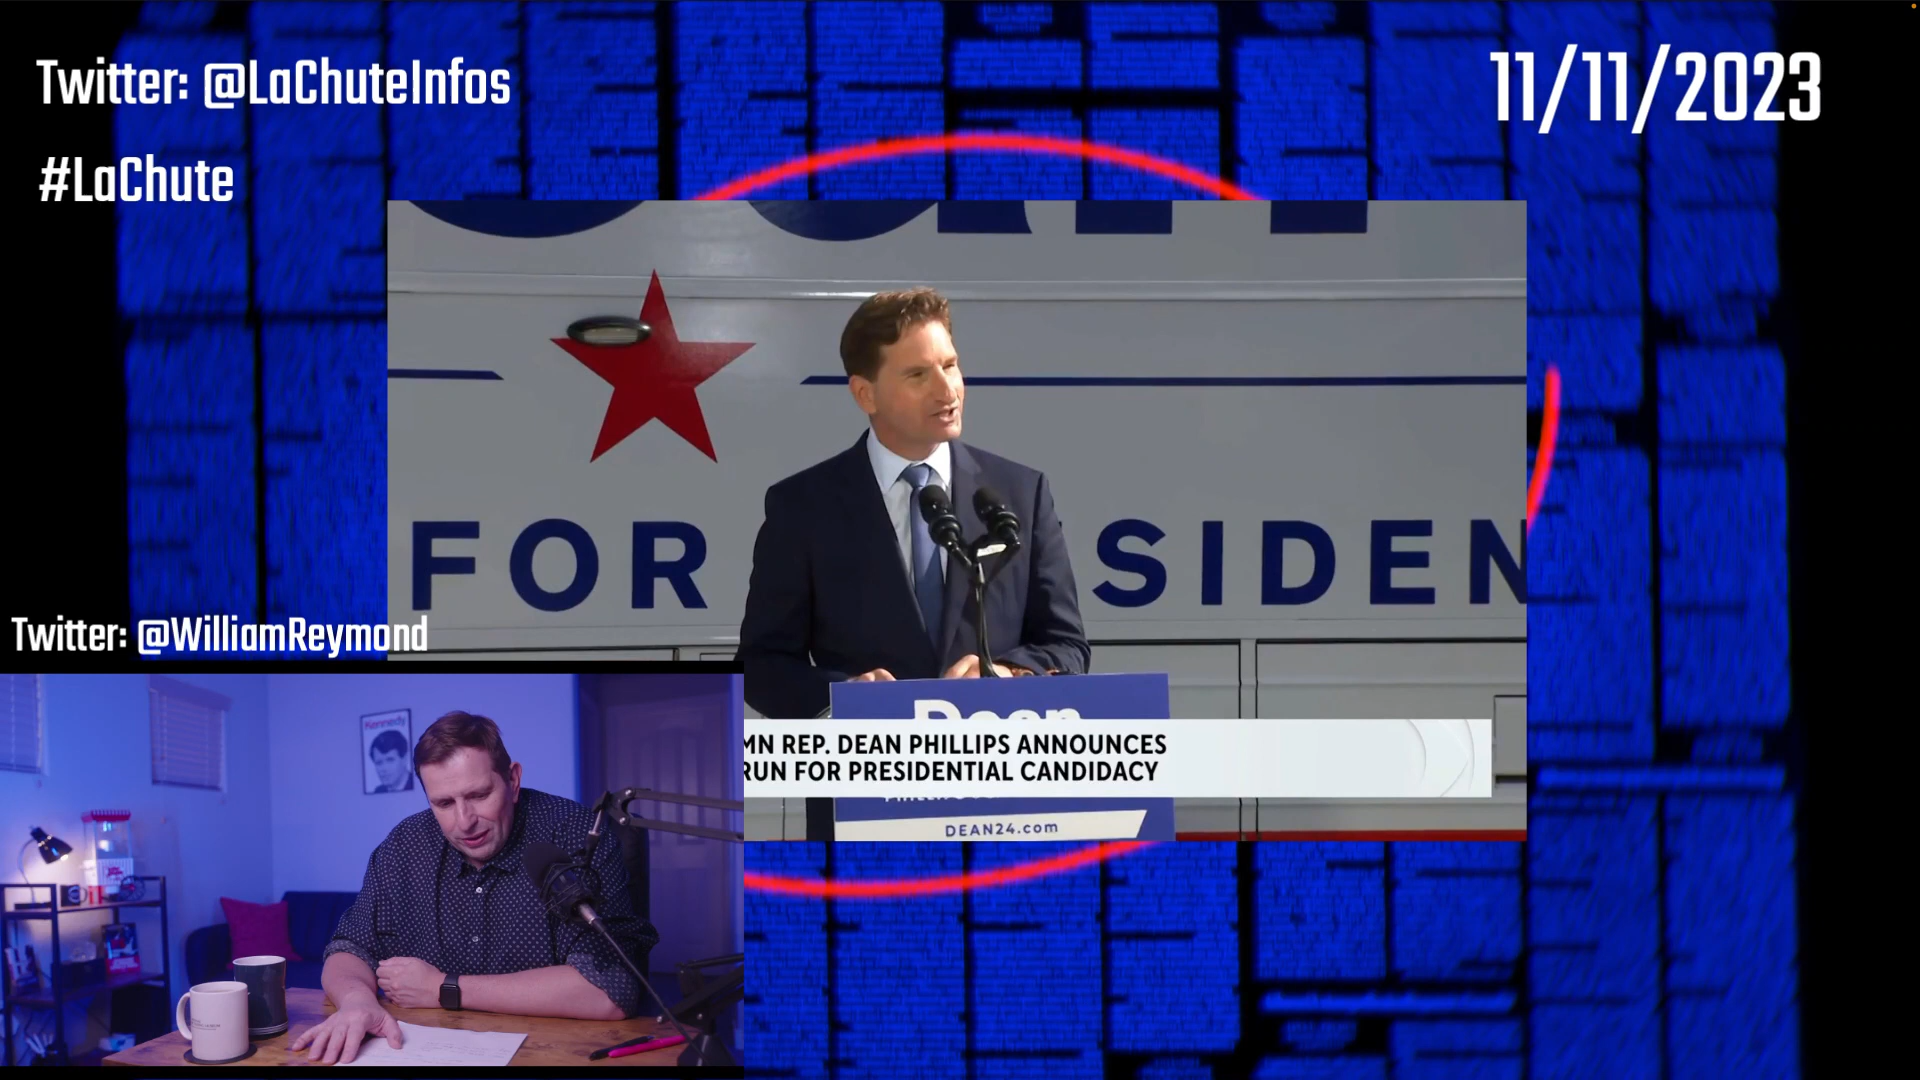 Twitter: @LaChuteInfos
11/11/2023
#LaChute
FOR SIDEN
Twitter: @WilliamReymond
Kennedy
Dean
MN REP. DEAN PHILLIPS ANNOUNCES
RUN FOR PRESIDENTIAL CANDIDACY
DEAN24.com